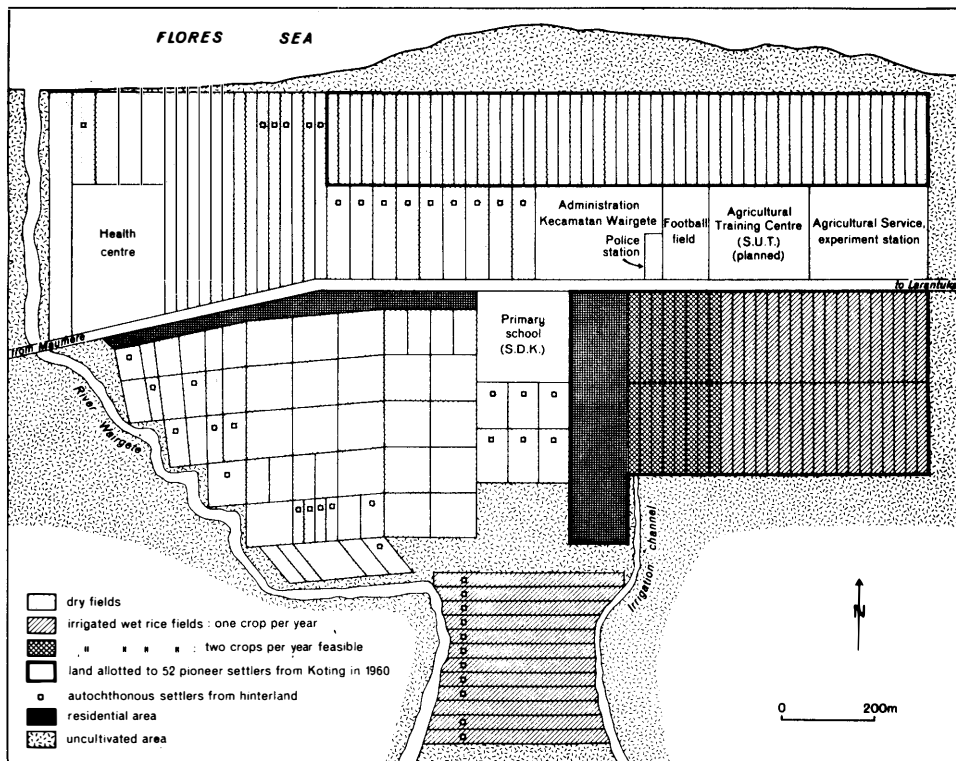 FLORES SEA
Health
centre
Administration
Kecamatan Wairgete
Police
station
Football
field
Agricultural
Training Centre
(S.U.T.)
(planned)
Agricultural Service,
experiment station
to Larantuka
from Maumere
Primary
school
(S.D.K.)
River Wairgete
Irrigation channel
dry fields
irrigated wet rice fields : one crop per year
" " " " : two crops per year feasible
land allotted to 52 pioneer settlers from Koting in 1960
autochthonous settlers from hinterland
residential area
uncultivated area
N
0 200m